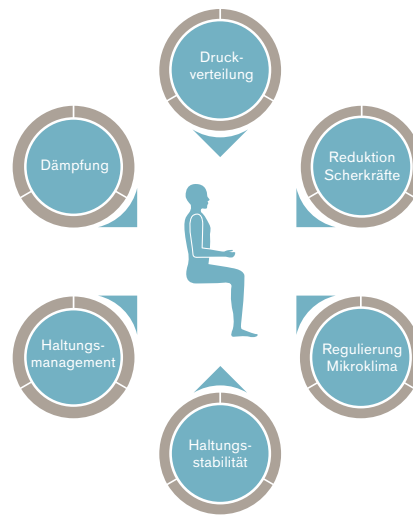 Druck-
verteilung
Dämpfung
Reduktion
Scherkräfte
Haltungs-
management
Regulierung
Mikroklima
Haltungs-
stabilität